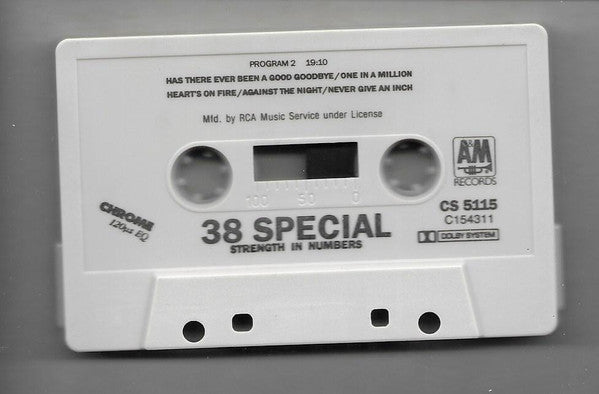 PROGRAM 2 19:10
HAS THERE EVER BEEN A GOOD GOODBYE/ONE IN A MILLION
HEART'S ON FIRE/AGAINST THE NIGHT/NEVER GIVE AN INCH
Mfd. by RCA Music Service under License
A&M
RECORDS
100 50 0
CHROME
120µs EQ
38 SPECIAL
STRENGTH IN NUMBERS
CS 5115
C154311
DOLBY SYSTEM